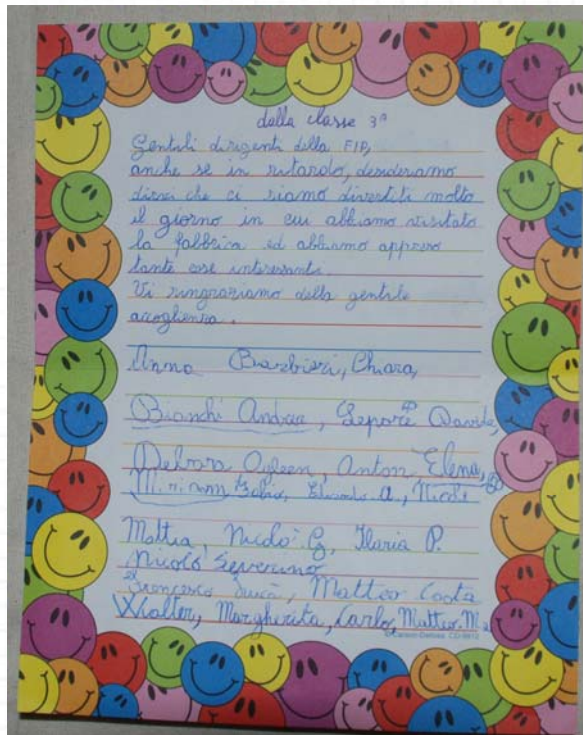 dalla classe 3ª
Gentili dirigenti della FIP,
anche se in ritardo, desideriamo
dirvi che ci siamo divertiti molto
il giorno in cui abbiamo visitato
la fabbrica ed abbiamo appreso
tante cose interessanti.
Vi ringraziamo della gentile
accoglienza.
Anna Barbieri, Chiara,
Bianchi Andrea, Lepore Davide,
Debora Ayleen, Anton, Elena,
Miriam, Edoardo A., Nicole
Mattia, Nicolò G, Ilaria P.
Nicolò Severino
Francesco, Matteo Costa
Walter, Margherita, Carlo, Matteo M.